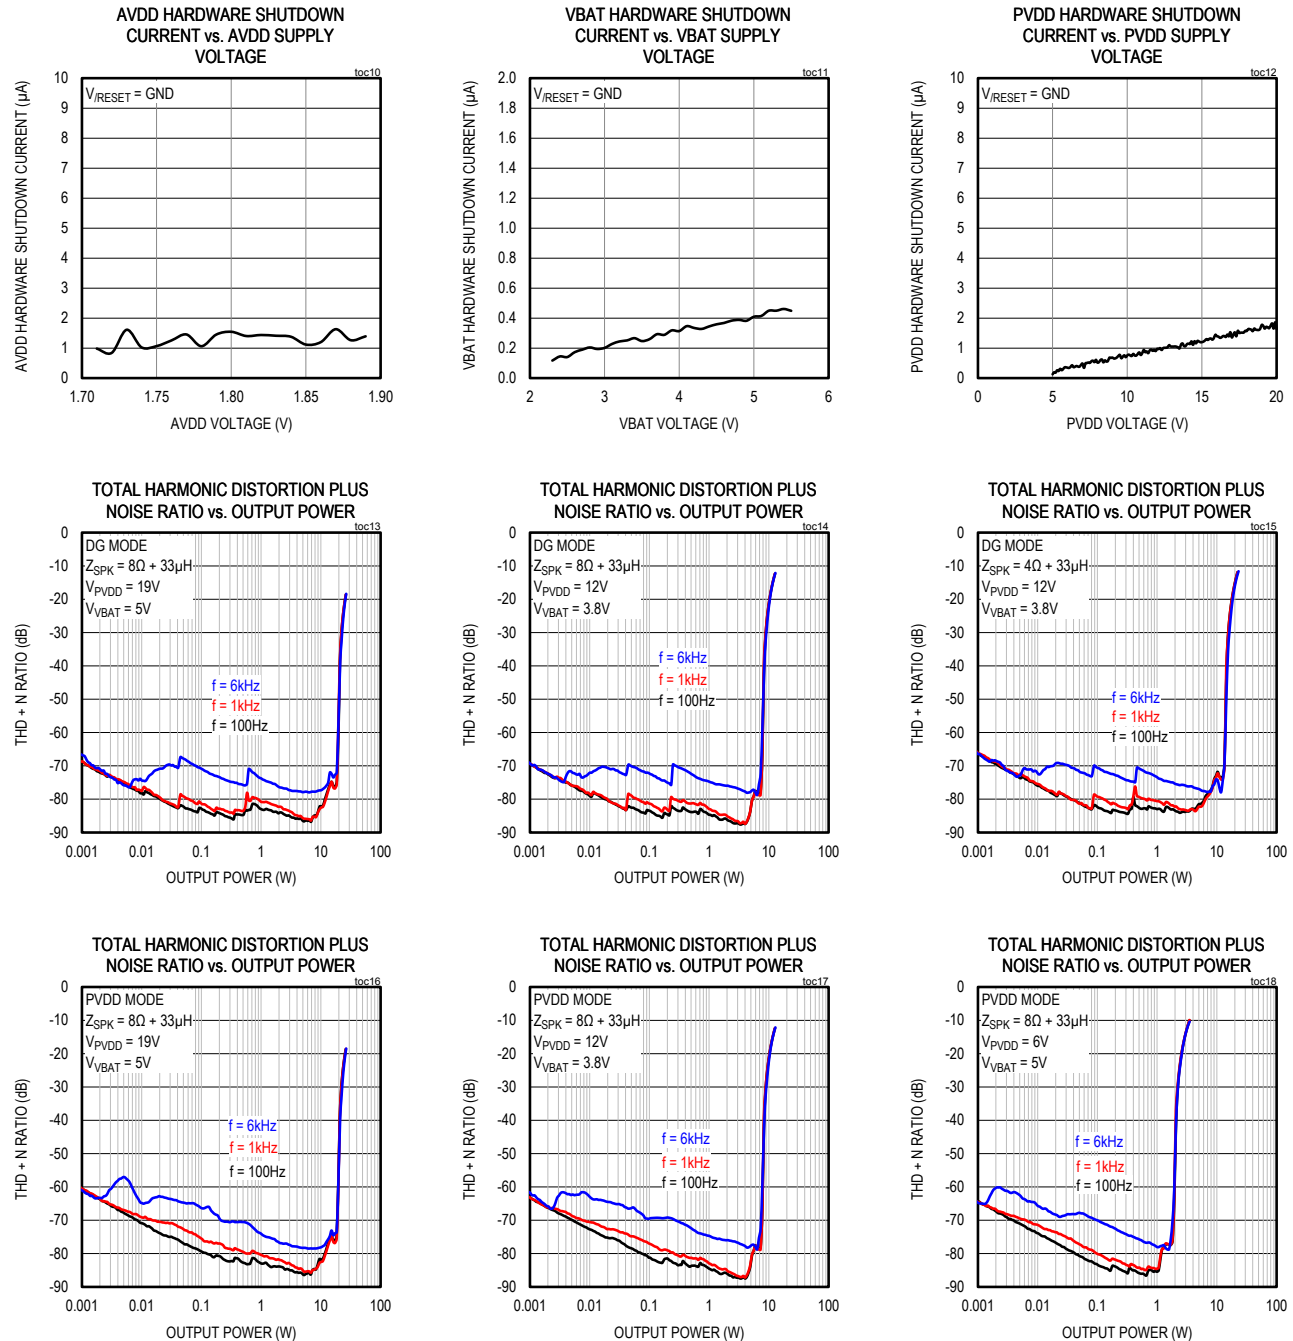 AVDD HARDWARE SHUTDOWN
CURRENT vs. AVDD SUPPLY
VOLTAGE
toc10
V/RESET = GND
AVDD HARDWARE SHUTDOWN CURRENT (µA)
10
9
8
7
6
5
4
3
2
1
0
1.70
1.75
1.80
1.85
1.90
AVDD VOLTAGE (V)
VBAT HARDWARE SHUTDOWN
CURRENT vs. VBAT SUPPLY
VOLTAGE
toc11
V/RESET = GND
VBAT HARDWARE SHUTDOWN CURRENT (µA)
2.0
1.8
1.6
1.4
1.2
1.0
0.8
0.6
0.4
0.2
0.0
2
3
4
5
6
VBAT VOLTAGE (V)
PVDD HARDWARE SHUTDOWN
CURRENT vs. PVDD SUPPLY
VOLTAGE
toc12
V/RESET = GND
PVDD HARDWARE SHUTDOWN CURRENT (µA)
10
9
8
7
6
5
4
3
2
1
0
0
5
10
15
20
PVDD VOLTAGE (V)
TOTAL HARMONIC DISTORTION PLUS
NOISE RATIO vs. OUTPUT POWER
toc13
DG MODE
ZSPK = 8Ω + 33µH
VPVDD = 19V
VVBAT = 5V
f = 6kHz
f = 1kHz
f = 100Hz
THD + N RATIO (dB)
0
-10
-20
-30
-40
-50
-60
-70
-80
-90
0.001
0.01
0.1
1
10
100
OUTPUT POWER (W)
TOTAL HARMONIC DISTORTION PLUS
NOISE RATIO vs. OUTPUT POWER
toc14
DG MODE
ZSPK = 8Ω + 33µH
VPVDD = 12V
VVBAT = 3.8V
f = 6kHz
f = 1kHz
f = 100Hz
THD + N RATIO (dB)
0
-10
-20
-30
-40
-50
-60
-70
-80
-90
0.001
0.01
0.1
1
10
100
OUTPUT POWER (W)
TOTAL HARMONIC DISTORTION PLUS
NOISE RATIO vs. OUTPUT POWER
toc15
DG MODE
ZSPK = 4Ω + 33µH
VPVDD = 12V
VVBAT = 3.8V
f = 6kHz
f = 1kHz
f = 100Hz
THD + N RATIO (dB)
0
-10
-20
-30
-40
-50
-60
-70
-80
-90
0.001
0.01
0.1
1
10
100
OUTPUT POWER (W)
TOTAL HARMONIC DISTORTION PLUS
NOISE RATIO vs. OUTPUT POWER
toc16
PVDD MODE
ZSPK = 8Ω + 33µH
VPVDD = 19V
VVBAT = 5V
f = 6kHz
f = 1kHz
f = 100Hz
THD + N RATIO (dB)
0
-10
-20
-30
-40
-50
-60
-70
-80
-90
0.001
0.01
0.1
1
10
100
OUTPUT POWER (W)
TOTAL HARMONIC DISTORTION PLUS
NOISE RATIO vs. OUTPUT POWER
toc17
PVDD MODE
ZSPK = 8Ω + 33µH
VPVDD = 12V
VVBAT = 3.8V
f = 6kHz
f = 1kHz
f = 100Hz
THD + N RATIO (dB)
0
-10
-20
-30
-40
-50
-60
-70
-80
-90
0.001
0.01
0.1
1
10
100
OUTPUT POWER (W)
TOTAL HARMONIC DISTORTION PLUS
NOISE RATIO vs. OUTPUT POWER
toc18
PVDD MODE
ZSPK = 8Ω + 33µH
VPVDD = 6V
VVBAT = 5V
f = 6kHz
f = 1kHz
f = 100Hz
THD + N RATIO (dB)
0
-10
-20
-30
-40
-50
-60
-70
-80
-90
0.001
0.01
0.1
1
10
100
OUTPUT POWER (W)